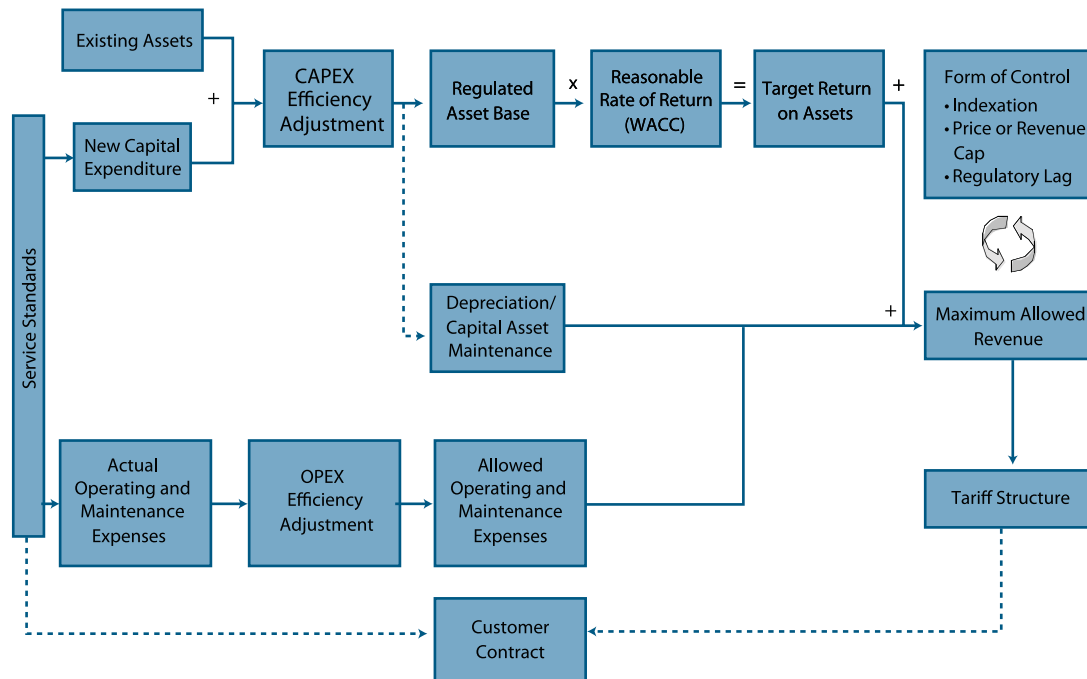 Existing Assets
+
New Capital
Expenditure
CAPEX
Efficiency
Adjustment
Regulated
Asset Base
x
Reasonable
Rate of Return
(WACC)
=
Target Return
on Assets
+
Form of Control
• Indexation
• Price or Revenue
Cap
• Regulatory Lag
Service Standards
Depreciation/
Capital Asset
Maintenance
+
Maximum Allowed
Revenue
Actual
Operating and
Maintenance
Expenses
OPEX
Efficiency
Adjustment
Allowed
Operating and
Maintenance
Expenses
Tariff Structure
Customer
Contract